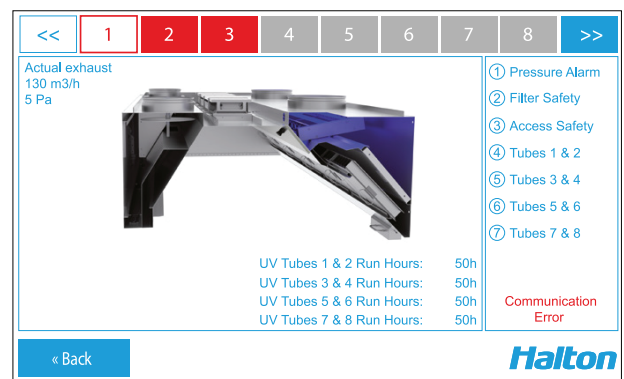 << 1 2 3 4 5 6 7 8 >>
Actual exhaust
130 m3/h
5 Pa
① Pressure Alarm
② Filter Safety
③ Access Safety
④ Tubes 1 & 2
⑤ Tubes 3 & 4
⑥ Tubes 5 & 6
⑦ Tubes 7 & 8
UV Tubes 1 & 2 Run Hours: 50h
UV Tubes 3 & 4 Run Hours: 50h
UV Tubes 5 & 6 Run Hours: 50h
UV Tubes 7 & 8 Run Hours: 50h
Communication
Error
« Back
Halton